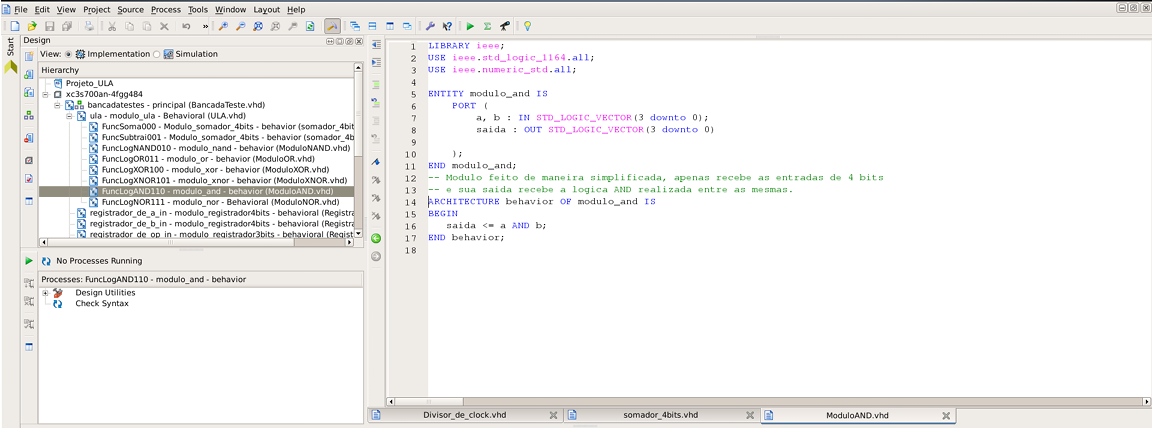 File Edit View Project Source Process Tools Window Layout Help
Start
Design
View: Implementation Simulation
Hierarchy
Projeto_ULA
xc3s700an-4fgg484
bancadatestes - principal (BancadaTeste.vhd)
ula - modulo_ula - Behavioral (ULA.vhd)
FuncSoma000 - Modulo_somador_4bits - behavior (somador_4bit
FuncSubtrai001 - Modulo_somador_4bits - behavior (somador_4
FuncLogNAND010 - modulo_nand - behavior (ModuloNAND.vhd)
FuncLogOR011 - modulo_or - behavior (ModuloOR.vhd)
FuncLogXOR100 - modulo_xor - behavior (ModuloXOR.vhd)
FuncLogXNOR101 - modulo_xnor - behavior (ModuloXNOR.vhd)
FuncLogAND110 - modulo_and - behavior (ModuloAND.vhd)
FuncLogNOR111 - modulo_nor - behavior (ModuloNOR.vhd)
registrador_de_a_in - modulo_registrador4bits - behavioral (Registra
registrador_de_b_in - modulo_registrador4bits - behavioral (Registra
registrador_de_op_in - modulo_registrador3bits - behavioral (Regist
No Processes Running
Processes: FuncLogAND110 - modulo_and - behavior
Design Utilities
Check Syntax
1 LIBRARY ieee;
2 USE ieee.std_logic_1164.all;
3 USE ieee.numeric_std.all;
4
5 ENTITY modulo_and IS
6 PORT (
7 a, b : IN STD_LOGIC_VECTOR(3 downto 0);
8 saida : OUT STD_LOGIC_VECTOR(3 downto 0)
9
10 );
11 END modulo_and;
12 -- Modulo feito de maneira simplificada, apenas recebe as entradas de 4 bits
13 -- e sua saida recebe a logica AND realizada entre as mesmas.
14 ARCHITECTURE behavior OF modulo_and IS
15 BEGIN
16 saida <= a AND b;
17 END behavior;
18
Divisor_de_clock.vhd somador_4bits.vhd ModuloAND.vhd